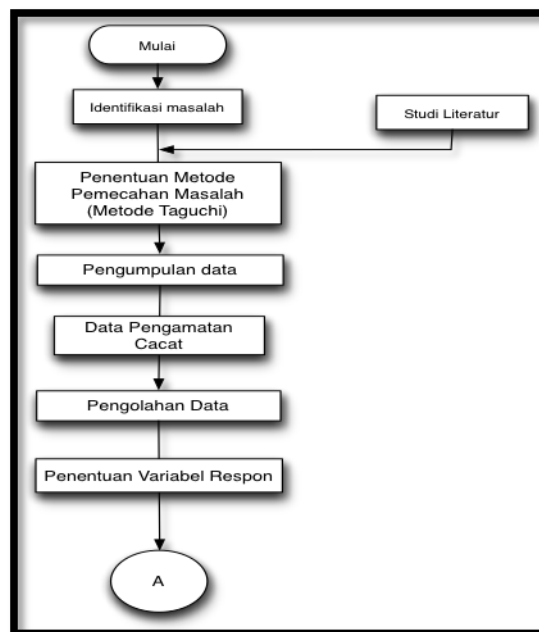 Mulai
Identifikasi masalah
Studi Literatur
Penentuan Metode
Pemecahan Masalah
(Metode Taguchi)
Pengumpulan data
Data Pengamatan
Cacat
Pengolahan Data
Penentuan Variabel Respon
A